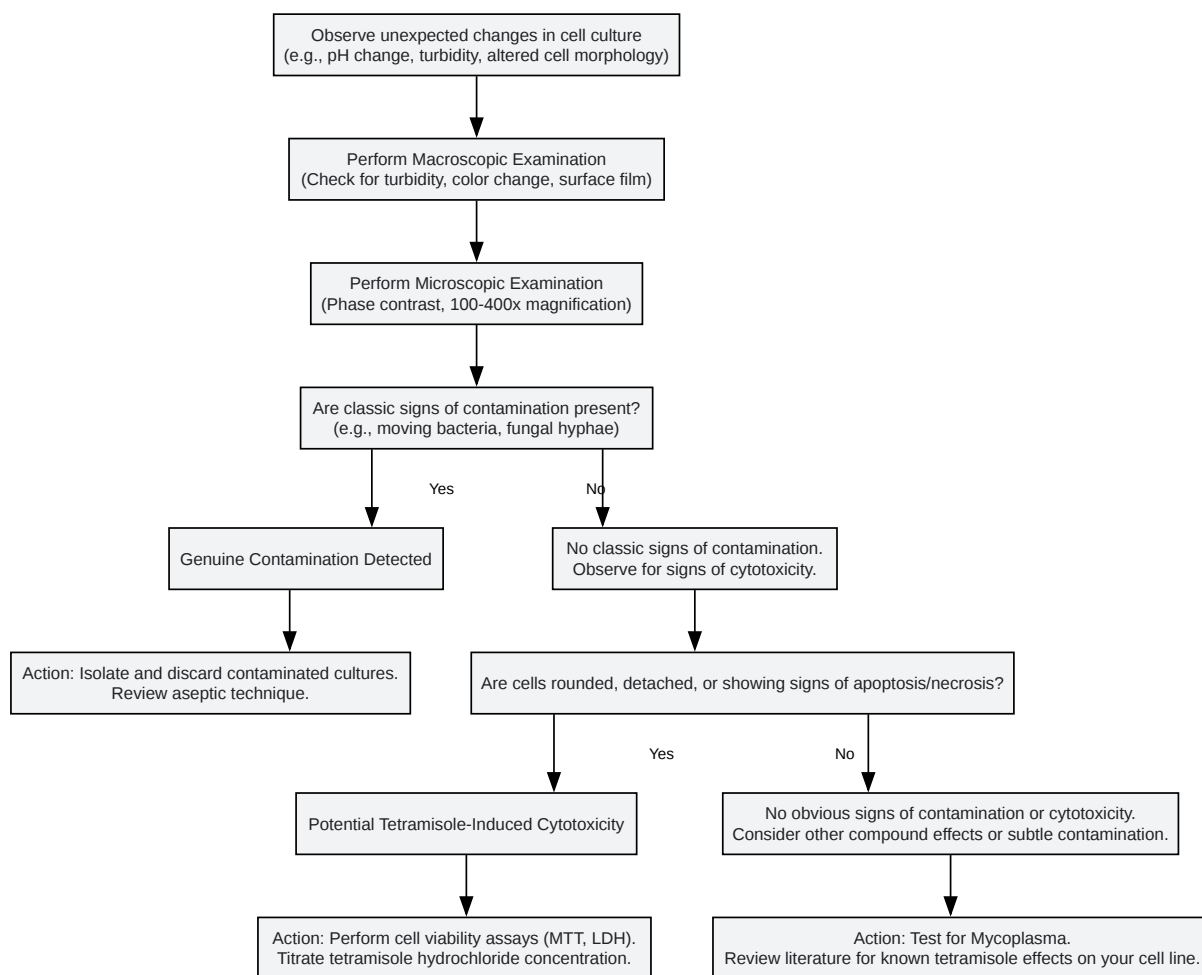 Observe unexpected changes in cell culture
(e.g., pH change, turbidity, altered cell morphology)
Perform Macroscopic Examination
(Check for turbidity, color change, surface film)
Perform Microscopic Examination
(Phase contrast, 100-400x magnification)
Are classic signs of contamination present?
(e.g., moving bacteria, fungal hyphae)
Yes
No
Genuine Contamination Detected
No classic signs of contamination.
Observe for signs of cytotoxicity.
Action: Isolate and discard contaminated cultures.
Review aseptic technique.
Are cells rounded, detached, or showing signs of apoptosis/necrosis?
Yes
No
Potential Tetramisole-Induced Cytotoxicity
No obvious signs of contamination or cytotoxicity.
Consider other compound effects or subtle contamination.
Action: Perform cell viability assays (MTT, LDH).
Titrate tetramisole hydrochloride concentration.
Action: Test for Mycoplasma.
Review literature for known tetramisole effects on your cell line.